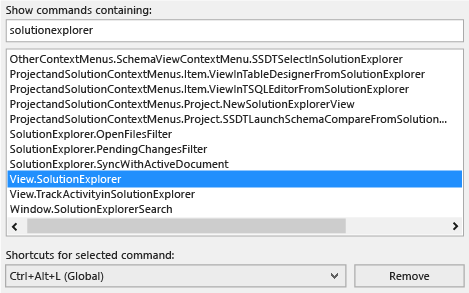 Show commands containing:
solutionexplorer
OtherContextMenus.SchemaViewContextMenu.SSDTSelectInSolutionExplorer
ProjectandSolutionContextMenus.Item.ViewInTableDesignerFromSolutionExplorer
ProjectandSolutionContextMenus.Item.ViewInTSQLEditorFromSolutionExplorer
ProjectandSolutionContextMenus.Project.NewSolutionExplorerView
ProjectandSolutionContextMenus.Project.SSDTLaunchSchemaCompareFromSolution...
SolutionExplorer.OpenFilesFilter
SolutionExplorer.PendingChangesFilter
SolutionExplorer.SyncWithActiveDocument
View.SolutionExplorer
View.TrackActivityinSolutionExplorer
Window.SolutionExplorerSearch
Shortcuts for selected command:
Ctrl+Alt+L (Global) Remove